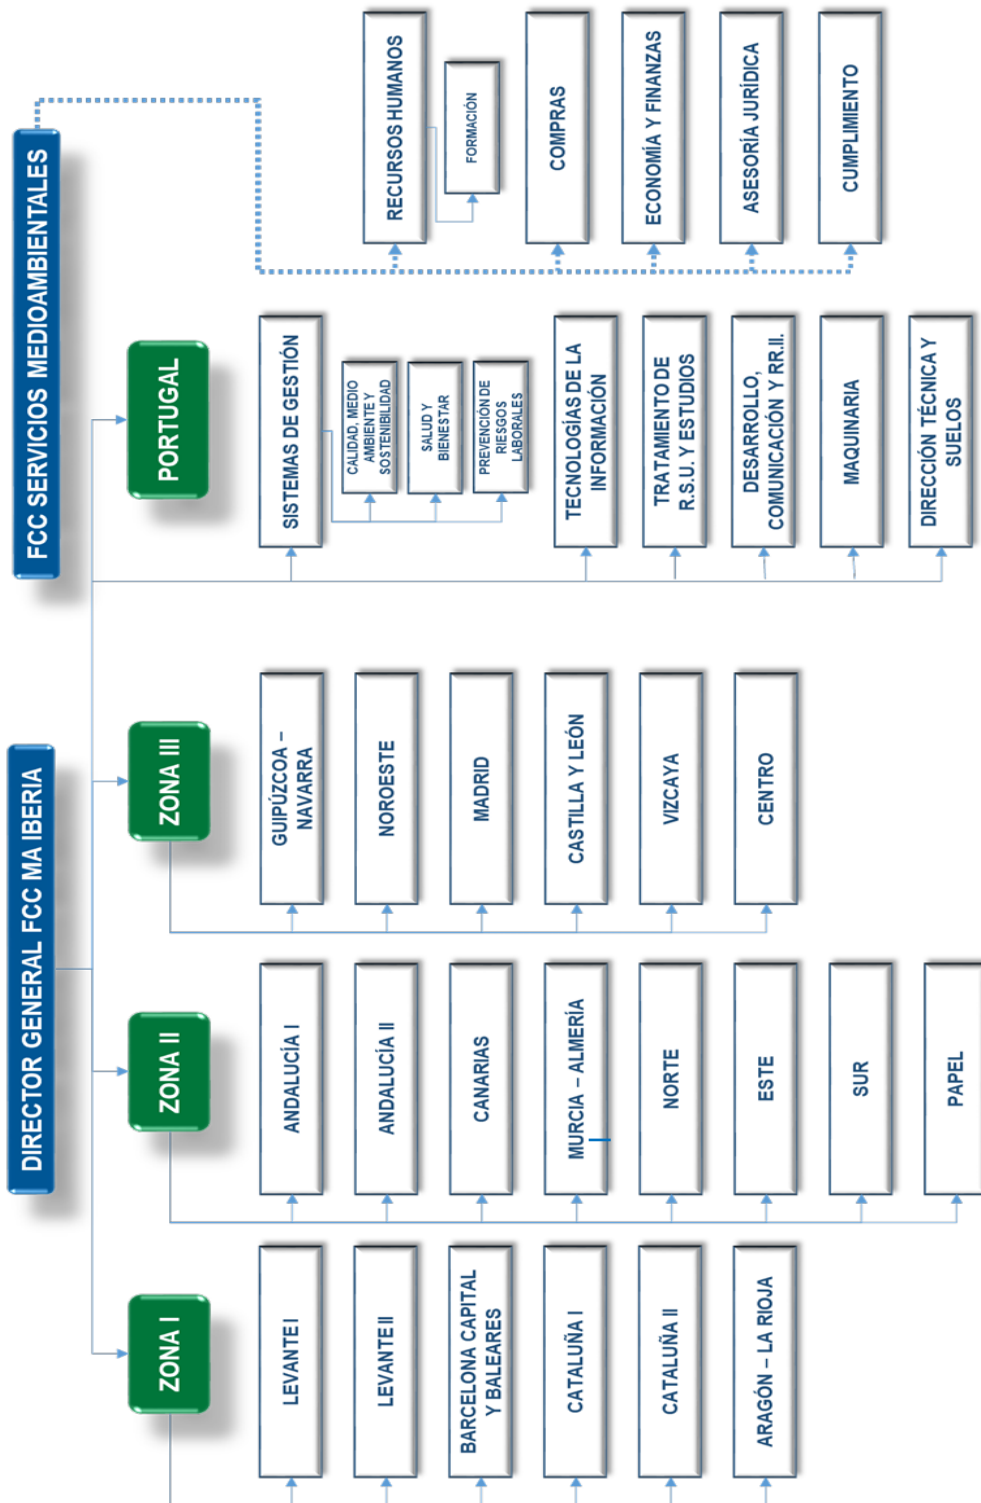 DIRECTOR GENERAL FCC MA IBERIA
FCC SERVICIOS MEDIOAMBIENTALES
ZONA I
ZONA II
ZONA III
PORTUGAL
LEVANTE I
LEVANTE II
BARCELONA CAPITAL
Y BALEARES
CATALUÑA I
CATALUÑA II
ARAGÓN – LA RIOJA
ANDALUCÍA I
ANDALUCÍA II
CANARIAS
MURCIA – ALMERÍA
NORTE
ESTE
SUR
PAPEL
GUIPÚZCOA –
NAVARRA
NOROESTE
MADRID
CASTILLA Y LEÓN
VIZCAYA
CENTRO
SISTEMAS DE GESTIÓN
CALIDAD, MEDIO
AMBIENTE Y
SOSTENIBILIDAD
SALUD Y
BIENESTAR
PREVENCIÓN DE
RIESGOS
LABORALES
TECNOLOGÍAS DE LA
INFORMACIÓN
TRATAMIENTO DE
R.S.U. Y ESTUDIOS
DESARROLLO,
COMUNICACIÓN Y RR.II.
MAQUINARIA
DIRECCIÓN TÉCNICA Y
SUELOS
RECURSOS HUMANOS
FORMACIÓN
COMPRAS
ECONOMÍA Y FINANZAS
ASESORÍA JURÍDICA
CUMPLIMIENTO